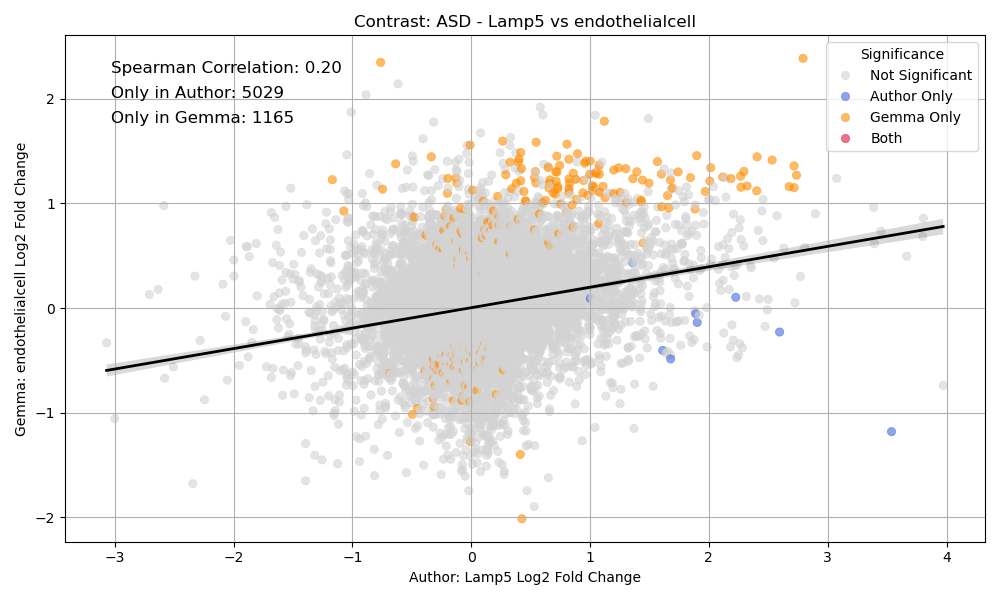 Contrast: ASD - Lamp5 vs endothelialcell
Spearman Correlation: 0.20
Only in Author: 5029
Only in Gemma: 1165
Significance
Not Significant
Author Only
Gemma Only
Both
Gemma: endothelialcell Log2 Fold Change
2
1
0
−1
−2
−3
−2
−1
0
1
2
3
4
Author: Lamp5 Log2 Fold Change